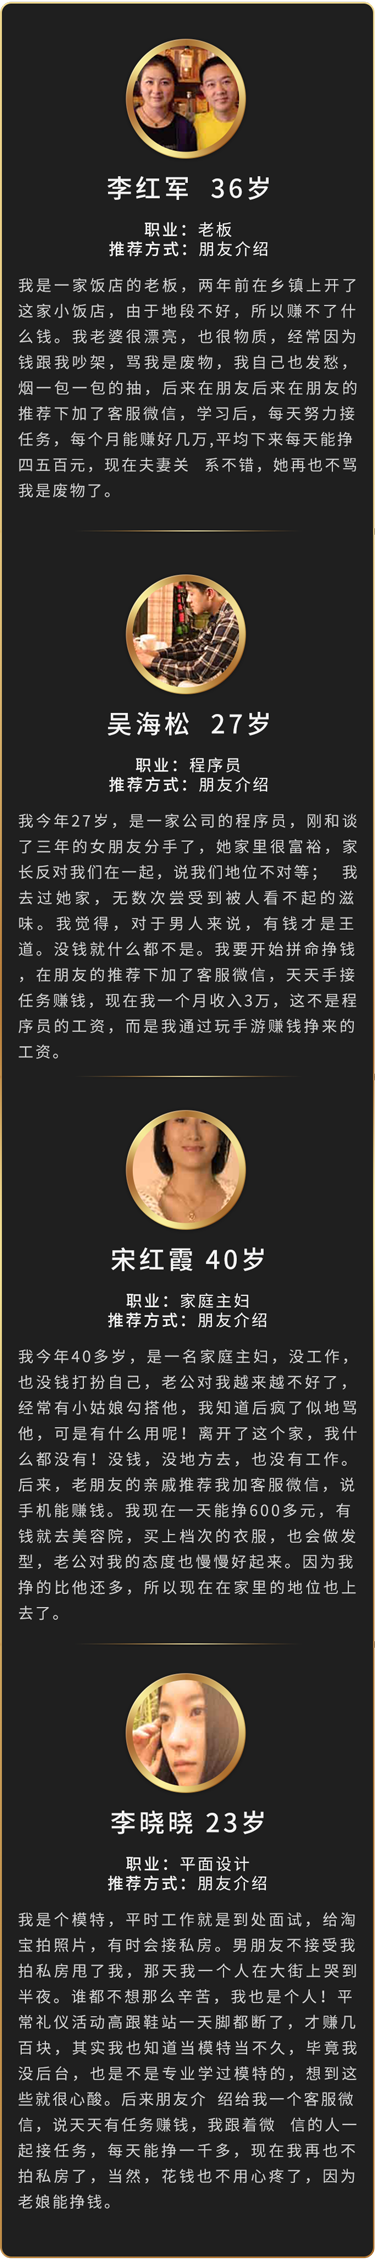 李红军 36岁
职业：老板
推荐方式：朋友介绍
我是一家饭店的老板，两年前在乡镇上开了
这家小饭店，由于地段不好，所以赚不了什
么钱。我老婆很漂亮，也很物质，经常因为
钱跟我吵架，骂我是废物，我自己也发愁，
烟一包一包的抽，后来在朋友后来在朋友的
推荐下加了客服微信，学习后，每天努力接
任务，每个月能赚好几万,平均下来每天能挣
四五百元，现在夫妻关 系不错，她再也不骂
我是废物了。
吴海松 27岁
职业：程序员
推荐方式：朋友介绍
我今年27岁，是一家公司的程序员，刚和谈
了三年的女朋友分手了，她家里很富裕，家
长反对我们在一起，说我们地位不对等； 我
去过她家，无数次尝受到被人看不起的滋
味。我觉得，对于男人来说，有钱才是王
道。没钱就什么都不是。我要开始拼命挣钱
，在朋友的推荐下加了客服微信，天天手接
任务赚钱，现在我一个月收入3万，这不是程
序员的工资，而是我通过玩手游赚钱挣来的
工资。
宋红霞 40岁
职业：家庭主妇
推荐方式：朋友介绍
我今年40多岁，是一名家庭主妇，没工作，
也没钱打扮自己，老公对我越来越不好了，
经常有小姑娘勾搭他，我知道后疯了似地骂
他，可是有什么用呢！离开了这个家，我什
么都没有！没钱，没地方去，也没有工作。
后来，老朋友的亲戚推荐我加客服微信，说
手机能赚钱。我现在一天能挣600多元，有
钱就去美容院，买上档次的衣服，也会做发
型，老公对我的态度也慢慢好起来。因为我
挣的比他还多，所以现在在家里的地位也上
去了。
李晓晓 23岁
职业：平面设计
推荐方式：朋友介绍
我是个模特，平时工作就是到处面试，给淘
宝拍照片，有时会接私房。男朋友不接受我
拍私房甩了我，那天我一个人在大街上哭到
半夜。谁都不想那么辛苦，我也是个人！平
常礼仪活动高跟鞋站一天脚都断了，才赚几
百块，其实我也知道当模特当不久，毕竟我
没后台，也是不是专业学过模特的，想到这
些就很心酸。后来朋友介 绍给我一个客服微
信，说天天有任务赚钱，我跟着微 信的人一
起接任务，每天能挣一千多，现在我再也不
拍私房了，当然，花钱也不用心疼了，因为
老娘能挣钱。